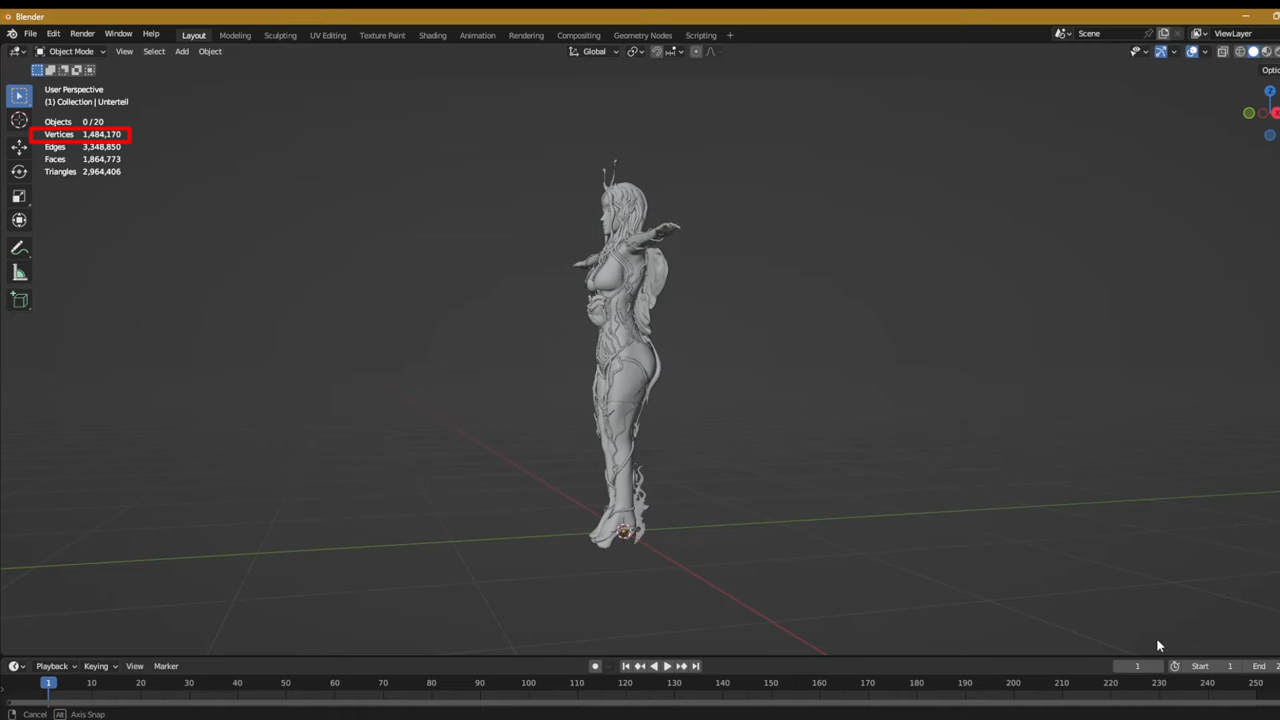 Blender
File Edit Render Window Help Layout Modeling Sculpting UV Editing Texture Paint Shading Animation Rendering Compositing Geometry Nodes Scripting + Scene ViewLayer
Object Mode View Select Add Object Global
Optio
User Perspective
(1) Collection | Unterteil
Z
Objects 0 / 20
Vertices 1,484,170
Edges 3,348,850
Faces 1,864,773
Triangles 2,964,406
Playback Keying View Marker 1 Start 1 End 2
1 10 20 30 40 50 60 70 80 90 100 110 120 130 140 150 160 170 180 190 200 210 220 230 240 250
Cancel Alt Axis Snap